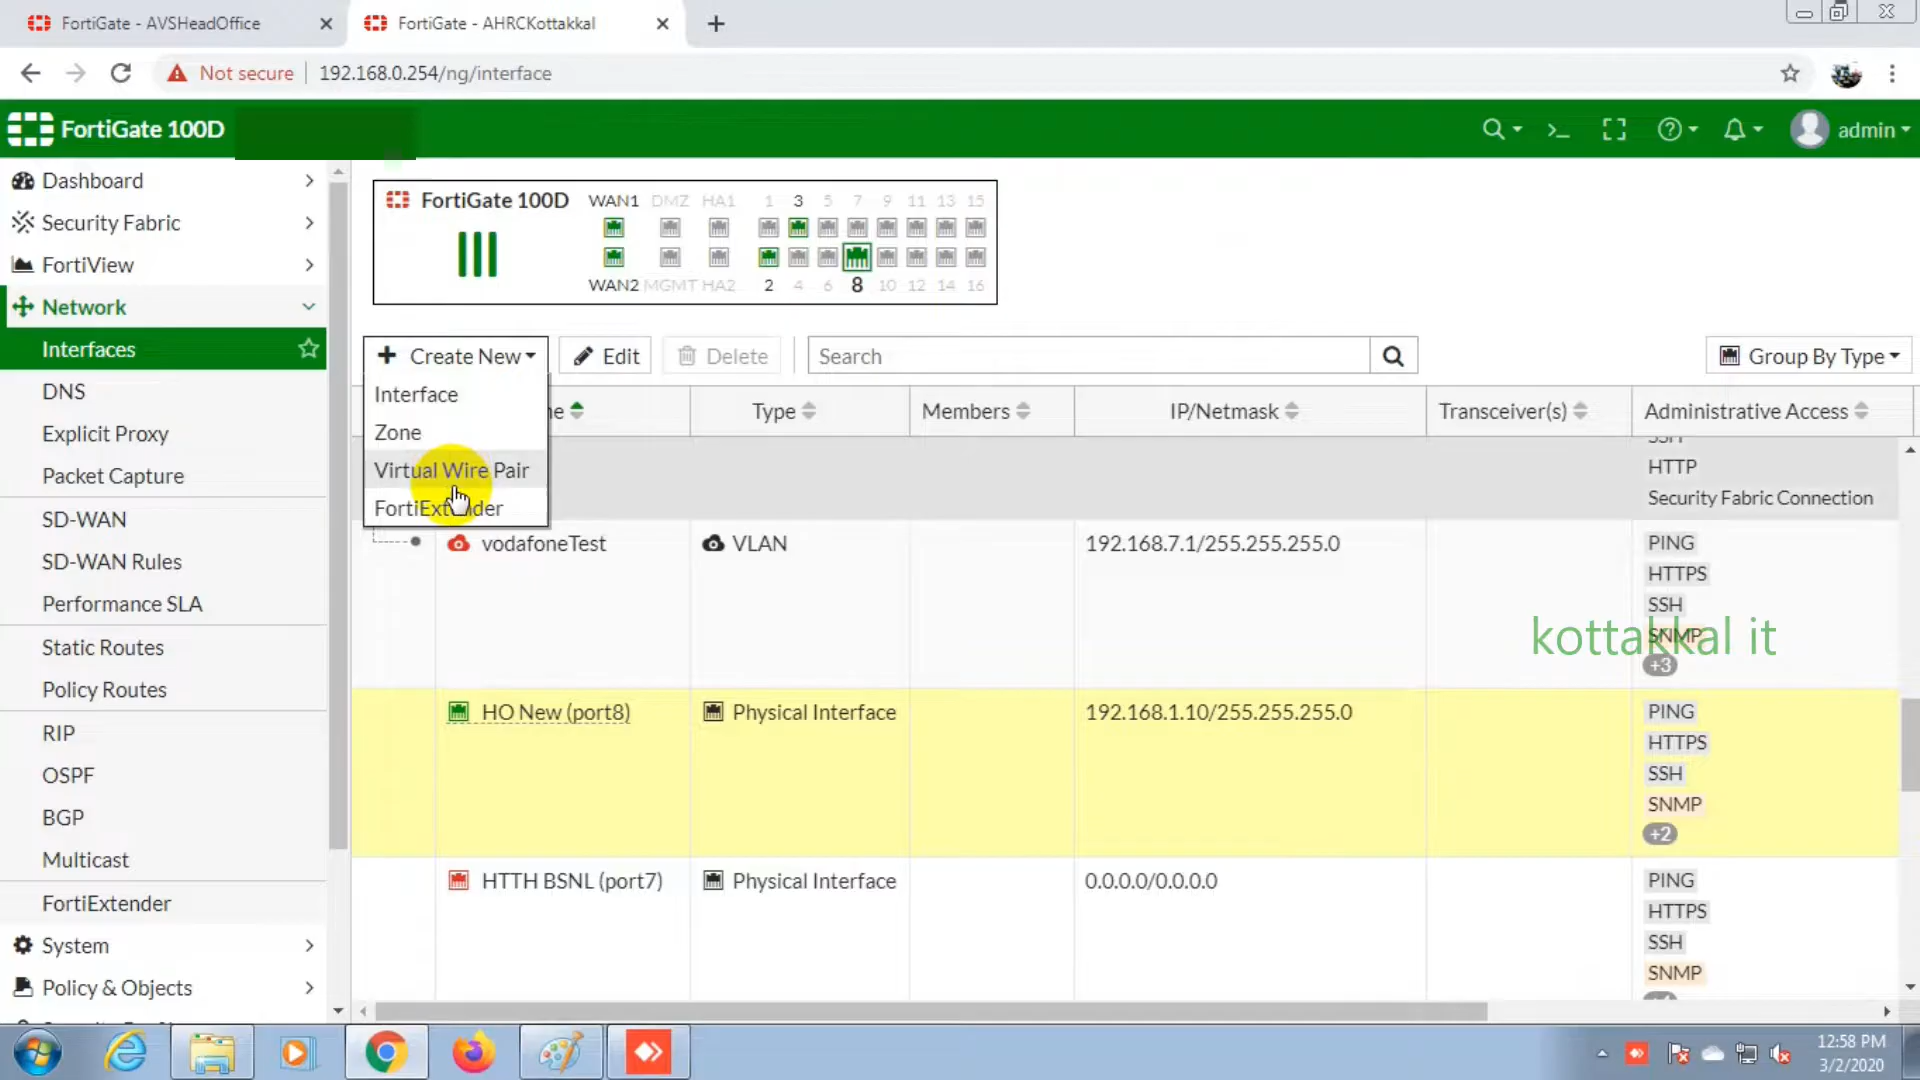 FortiGate - AVSHeadOffice
FortiGate - AHRCKottakkal
Not secure
192.168.0.254/ng/interface
FortiGate 100D
admin
Dashboard
Security Fabric
FortiView
Network
Interfaces
DNS
Explicit Proxy
Packet Capture
SD-WAN
SD-WAN Rules
Performance SLA
Static Routes
Policy Routes
RIP
OSPF
BGP
Multicast
FortiExtender
System
Policy & Objects
FortiGate 100D
WAN1 DMZ HA1 1 3 5 7 9 11 13 15
WAN2 MGMT HA2 2 4 6 8 10 12 14 16
Create New
Edit
Delete
Search
Group By Type
Interface
Zone
Virtual Wire Pair
FortiExtender
Type
Members
IP/Netmask
Transceiver(s)
Administrative Access
SSH
HTTP
Security Fabric Connection
vodafoneTest
VLAN
192.168.7.1/255.255.255.0
PING
HTTPS
SSH
SNMP
+3
kottakkal it
HO New (port8)
Physical Interface
192.168.1.10/255.255.255.0
PING
HTTPS
SSH
SNMP
+2
HTTH BSNL (port7)
Physical Interface
0.0.0.0/0.0.0.0
PING
HTTPS
SSH
SNMP
12:58 PM
3/2/2020